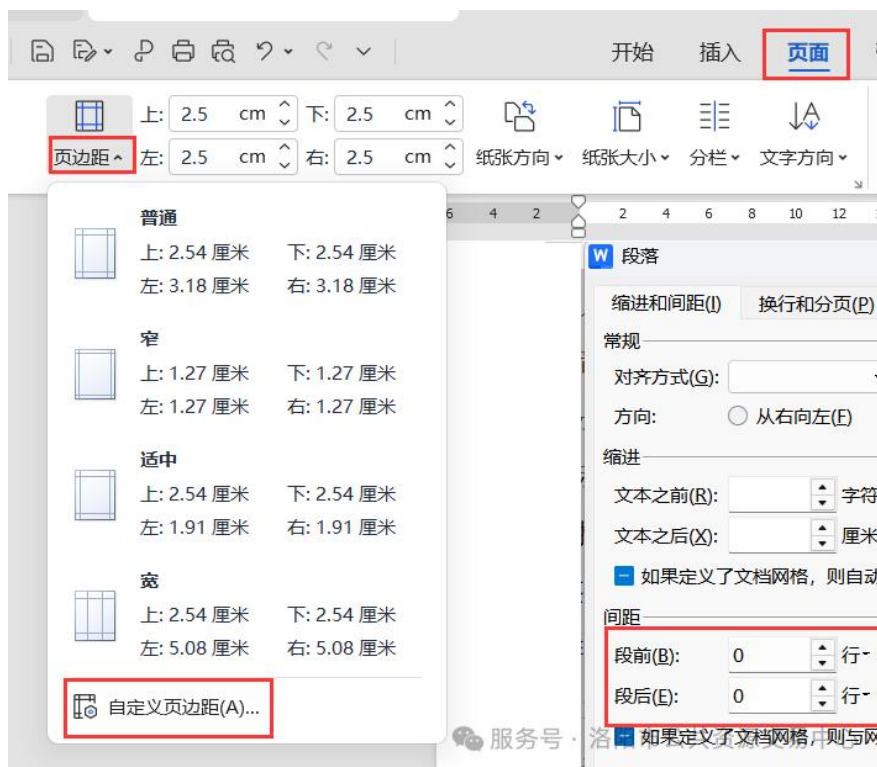 开始 插入 页面
上: 2.5 cm 下: 2.5 cm
页边距 左: 2.5 cm 右: 2.5 cm 纸张方向 纸张大小 分栏 文字方向
6 4 2 2 4 6 8 10 12
普通
上: 2.54 厘米 下: 2.54 厘米
左: 3.18 厘米 右: 3.18 厘米
窄
上: 1.27 厘米 下: 1.27 厘米
左: 1.27 厘米 右: 1.27 厘米
适中
上: 2.54 厘米 下: 2.54 厘米
左: 1.91 厘米 右: 1.91 厘米
宽
上: 2.54 厘米 下: 2.54 厘米
左: 5.08 厘米 右: 5.08 厘米
自定义页边距(A)...
W 段落
缩进和间距(I) 换行和分页(P)
常规
对齐方式(G):
方向: 从右向左(F)
缩进
文本之前(R): 字符
文本之后(X): 厘米
如果定义了文档网格，则自动
间距
段前(B): 0 行
段后(E): 0 行
如果定义了文档网格，则与网
服务号 · 洛